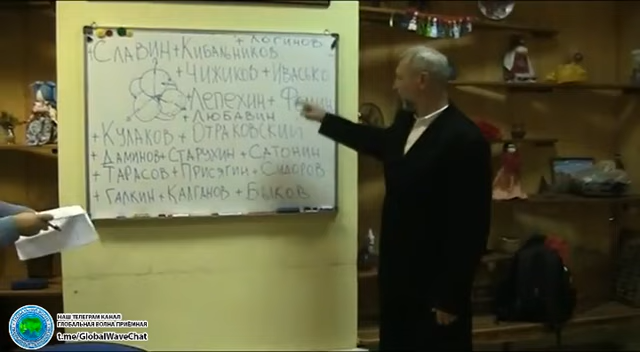 + Логинов
+Славин+Кибальников
+Чижиков+Ивасько
+Лепехин+
+Любавин
+Кулаков+Отраковский
+Даминов+Старухин+Сатонин
+Тарасов+Присягин+Сидоров
+Галкин+Калганов+Быков
НАШ ТЕЛЕГРАМ КАНАЛ
ГЛОБАЛЬНАЯ ВОЛНА ПРИЁМНАЯ
t.me/GlobalWaveChat